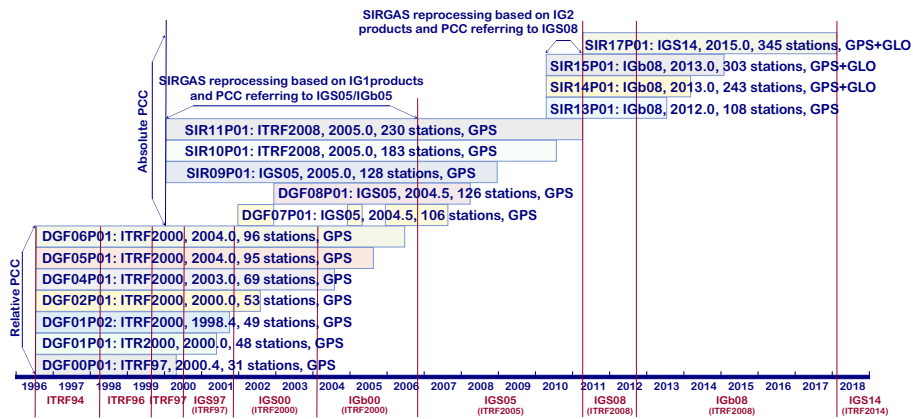 SIRGAS reprocessing based on IG2
products and PCC referring to IGS08
SIR17P01: IGS14, 2015.0, 345 stations, GPS+GLO
SIR15P01: IGb08, 2013.0, 303 stations, GPS+GLO
SIR14P01: IGb08, 2013.0, 243 stations, GPS+GLO
SIR13P01: IGb08, 2012.0, 108 stations, GPS
SIRGAS reprocessing based on IG1products
and PCC referring to IGS05/IGb05
Absolute PCC
SIR11P01: ITRF2008, 2005.0, 230 stations, GPS
SIR10P01: ITRF2008, 2005.0, 183 stations, GPS
SIR09P01: IGS05, 2005.0, 128 stations, GPS
DGF08P01: IGS05, 2004.5, 126 stations, GPS
DGF07P01: IGS05, 2004.5, 106 stations, GPS
Relative PCC
DGF06P01: ITRF2000, 2004.0, 96 stations, GPS
DGF05P01: ITRF2000, 2004.0, 95 stations, GPS
DGF04P01: ITRF2000, 2003.0, 69 stations, GPS
DGF02P01: ITRF2000, 2000.0, 53 stations, GPS
DGF01P02: ITRF2000, 1998.4, 49 stations, GPS
DGF01P01: ITR2000, 2000.0, 48 stations, GPS
DGF00P01: ITRF97, 2000.4, 31 stations, GPS
1996 1997 1998 1999 2000 2001 2002 2003 2004 2005 2006 2007 2008 2009 2010 2011 2012 2013 2014 2015 2016 2017 2018
ITRF94 ITRF96 ITRF97 IGS97 IGS00 IGb00 IGS05 IGS08 IGb08 IGS14
(ITRF97) (ITRF2000) (ITRF2000) (ITRF2005) (ITRF2008) (ITRF2008) (ITRF2014)